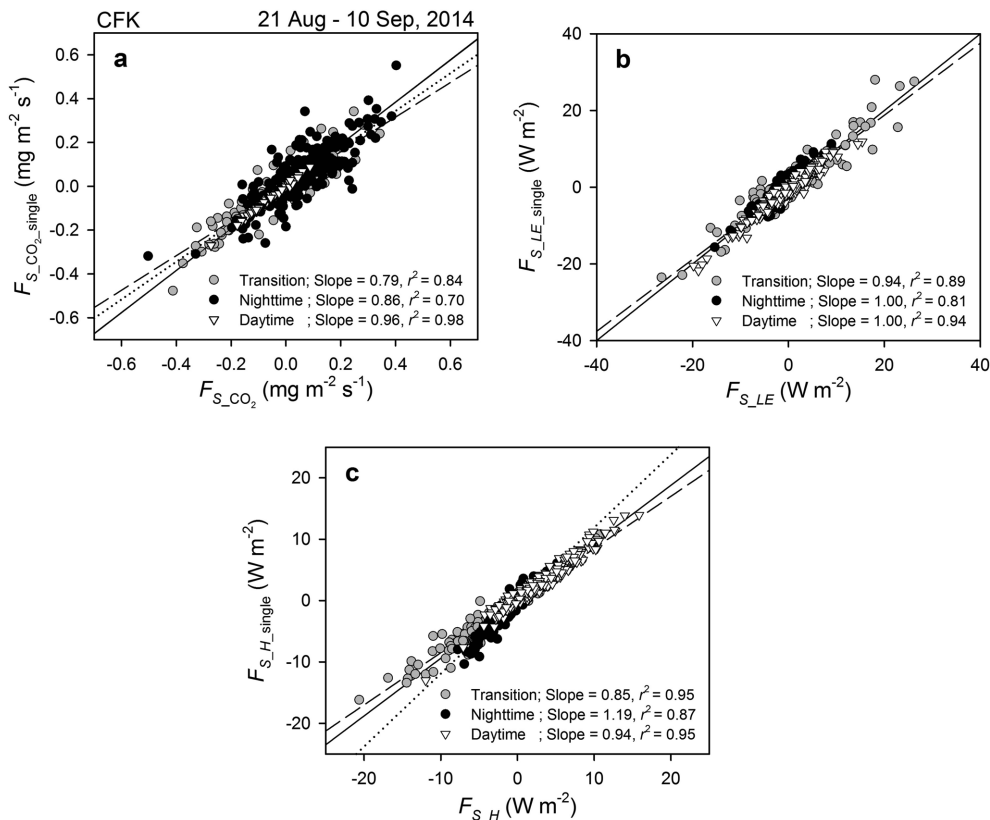 CFK 21 Aug - 10 Sep, 2014
a
F_S_CO₂_single (mg m⁻² s⁻¹)
0.6
0.4
0.2
0.0
-0.2
-0.4
-0.6
Transition; Slope = 0.79, r² = 0.84
Nighttime; Slope = 0.86, r² = 0.70
Daytime ; Slope = 0.96, r² = 0.98
-0.6 -0.4 -0.2 0.0 0.2 0.4 0.6
F_S_CO₂ (mg m⁻² s⁻¹)
b
F_S_LE_single (W m⁻²)
40
20
0
-20
-40
Transition; Slope = 0.94, r² = 0.89
Nighttime ; Slope = 1.00, r² = 0.81
Daytime ; Slope = 1.00, r² = 0.94
-40 -20 0 20 40
F_S_LE (W m⁻²)
c
F_S_H_single (W m⁻²)
20
10
0
-10
-20
Transition; Slope = 0.85, r² = 0.95
Nighttime ; Slope = 1.19, r² = 0.87
Daytime ; Slope = 0.94, r² = 0.95
-20 -10 0 10 20
F_S_H (W m⁻²)